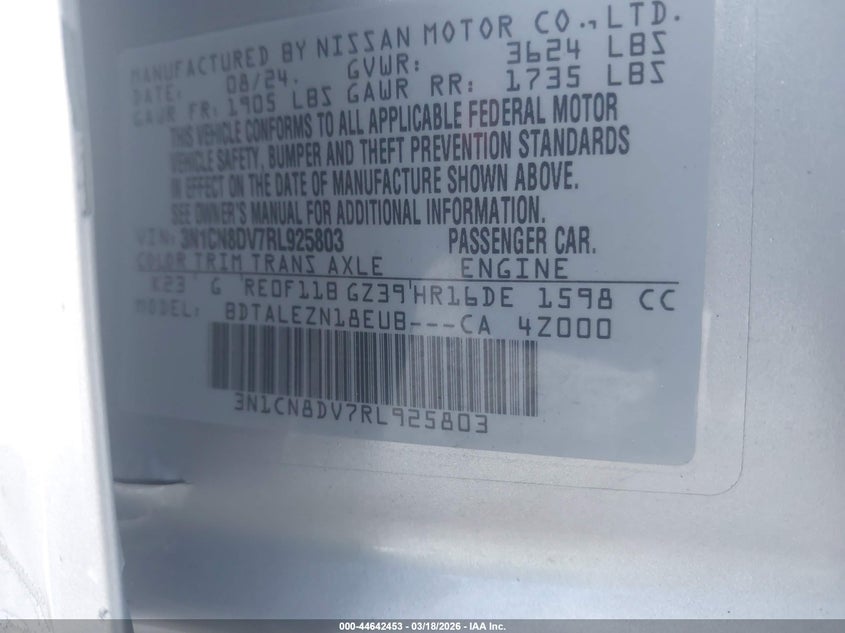 MANUFACTURED BY NISSAN MOTOR CO.,LTD.
DATE: 08/24. GVWR: 3624 LBS
GAWR FR: 1905 LBS GAWR RR: 1735 LBS
THIS VEHICLE CONFORMS TO ALL APPLICABLE FEDERAL MOTOR
VEHICLE SAFETY, BUMPER AND THEFT PREVENTION STANDARDS
IN EFFECT ON THE DATE OF MANUFACTURE SHOWN ABOVE.
SEE OWNER'S MANUAL FOR ADDITIONAL INFORMATION.
VIN: 3N1CN8DV7RL925803 PASSENGER CAR.
COLOR TRIM TRANS AXLE ENGINE
K23 G RE0F11B GZ39 HR16DE 1598 CC
MODEL: BDTALEZN18EUB---CA 4Z000
3N1CN8DV7RL925803
000-44642453 - 03/18/2026 - IAA Inc.